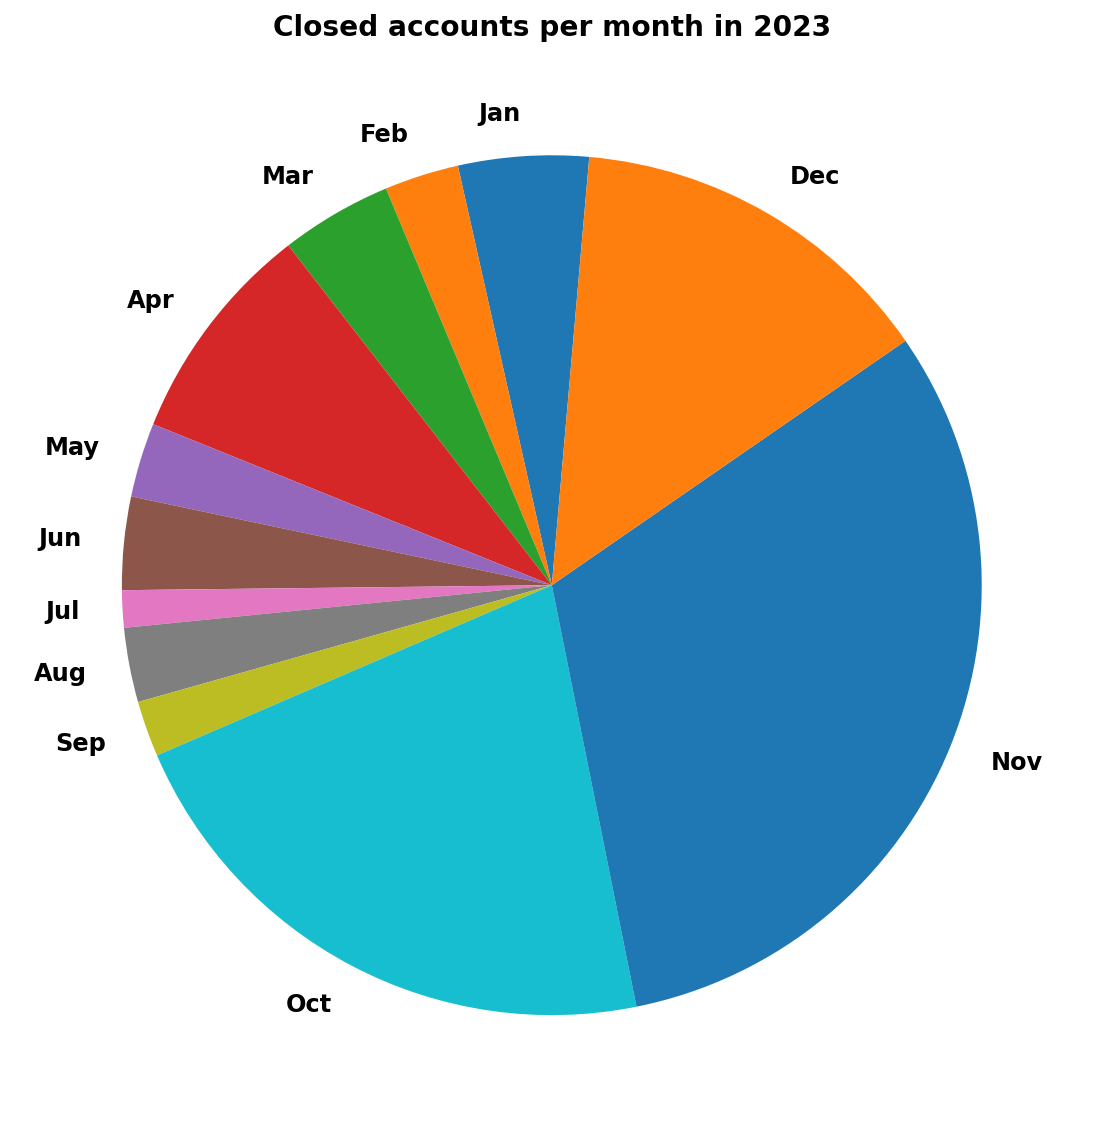 Closed accounts per month in 2023
Jan
Feb
Mar
Apr
May
Jun
Jul
Aug
Sep
Oct
Nov
Dec